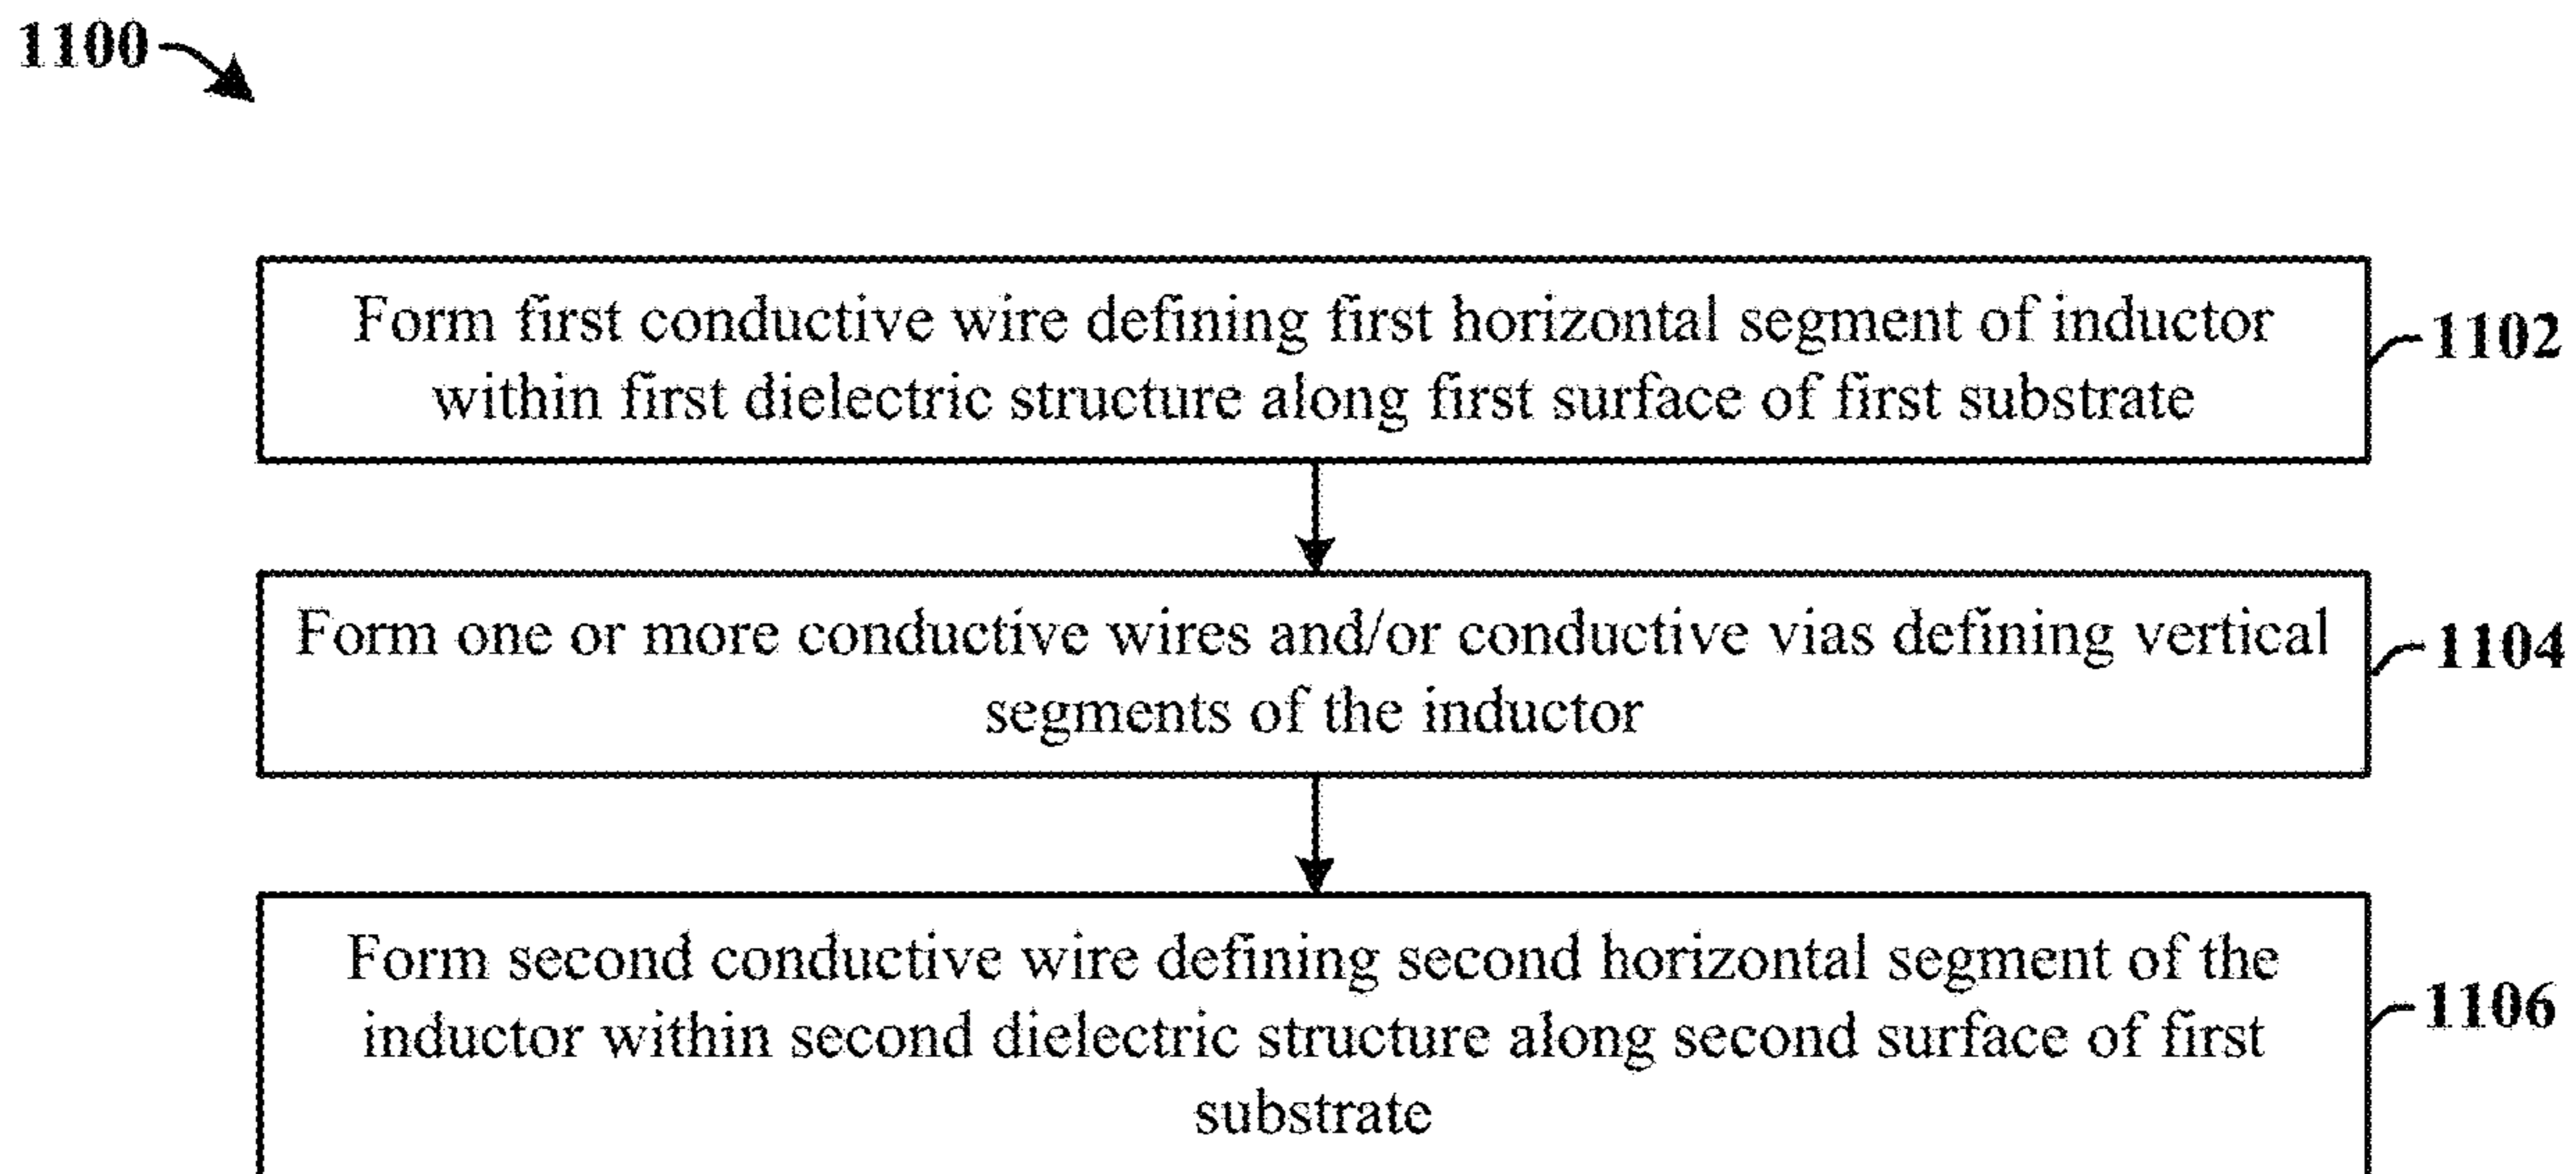 1100
Form first conductive wire defining first horizontal segment of inductor
within first dielectric structure along first surface of first substrate
1102
Form one or more conductive wires and/or conductive vias defining vertical
segments of the inductor
1104
Form second conductive wire defining second horizontal segment of the
inductor within second dielectric structure along second surface of first
substrate
1106